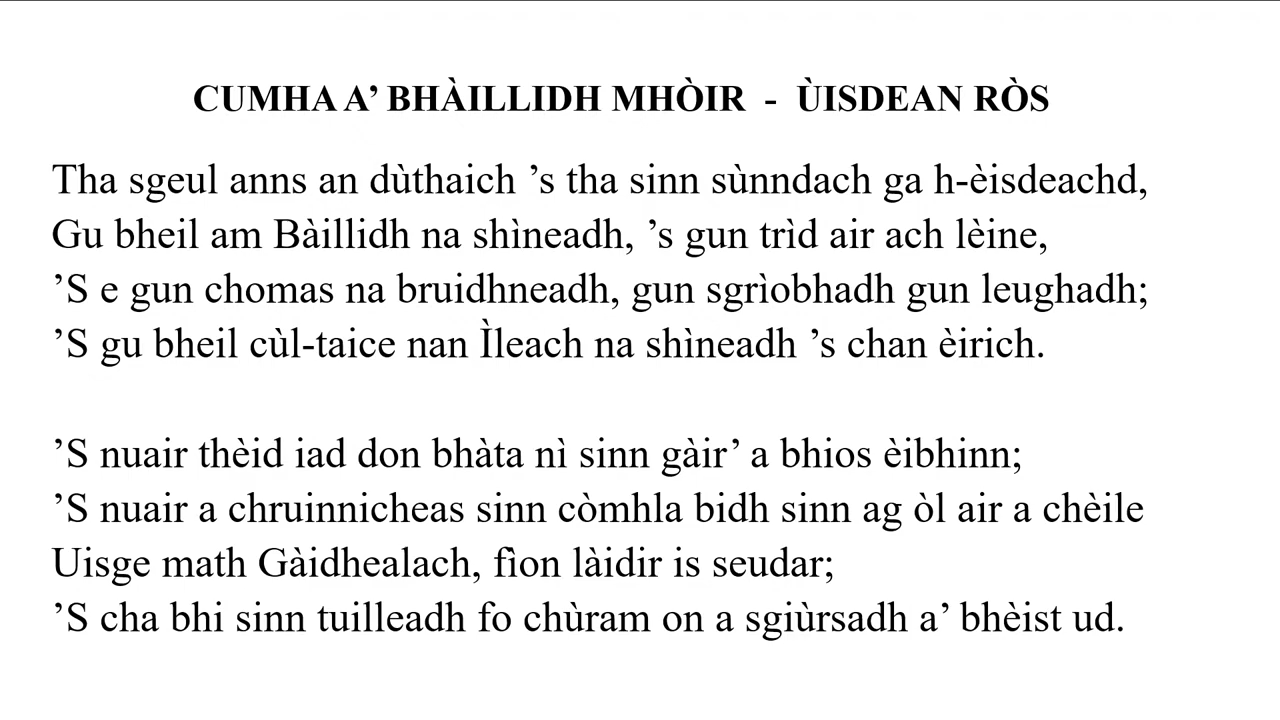 CUMHA A’ BHÀILLIDH MHÒIR - ÙISDEAN RÒS
Tha sgeul anns an dùthaich ’s tha sinn sùnndach ga h-èisdeachd,
Gu bheil am Bàillidh na shìneadh, ’s gun trìd air ach lèine,
’S e gun chomas na bruidhneadh, gun sgrìobhadh gun leughadh;
’S gu bheil cùl-taice nan Ìleach na shìneadh ’s chan èirich.
’S nuair thèid iad don bhàta nì sinn gàir’ a bhios èibhinn;
’S nuair a chruinnicheas sinn còmhla bidh sinn ag òl air a chèile
Uisge math Gàidhealach, fìon làidir is seudar;
’S cha bhi sinn tuilleadh fo chùram on a sgiùrsadh a’ bhèist ud.